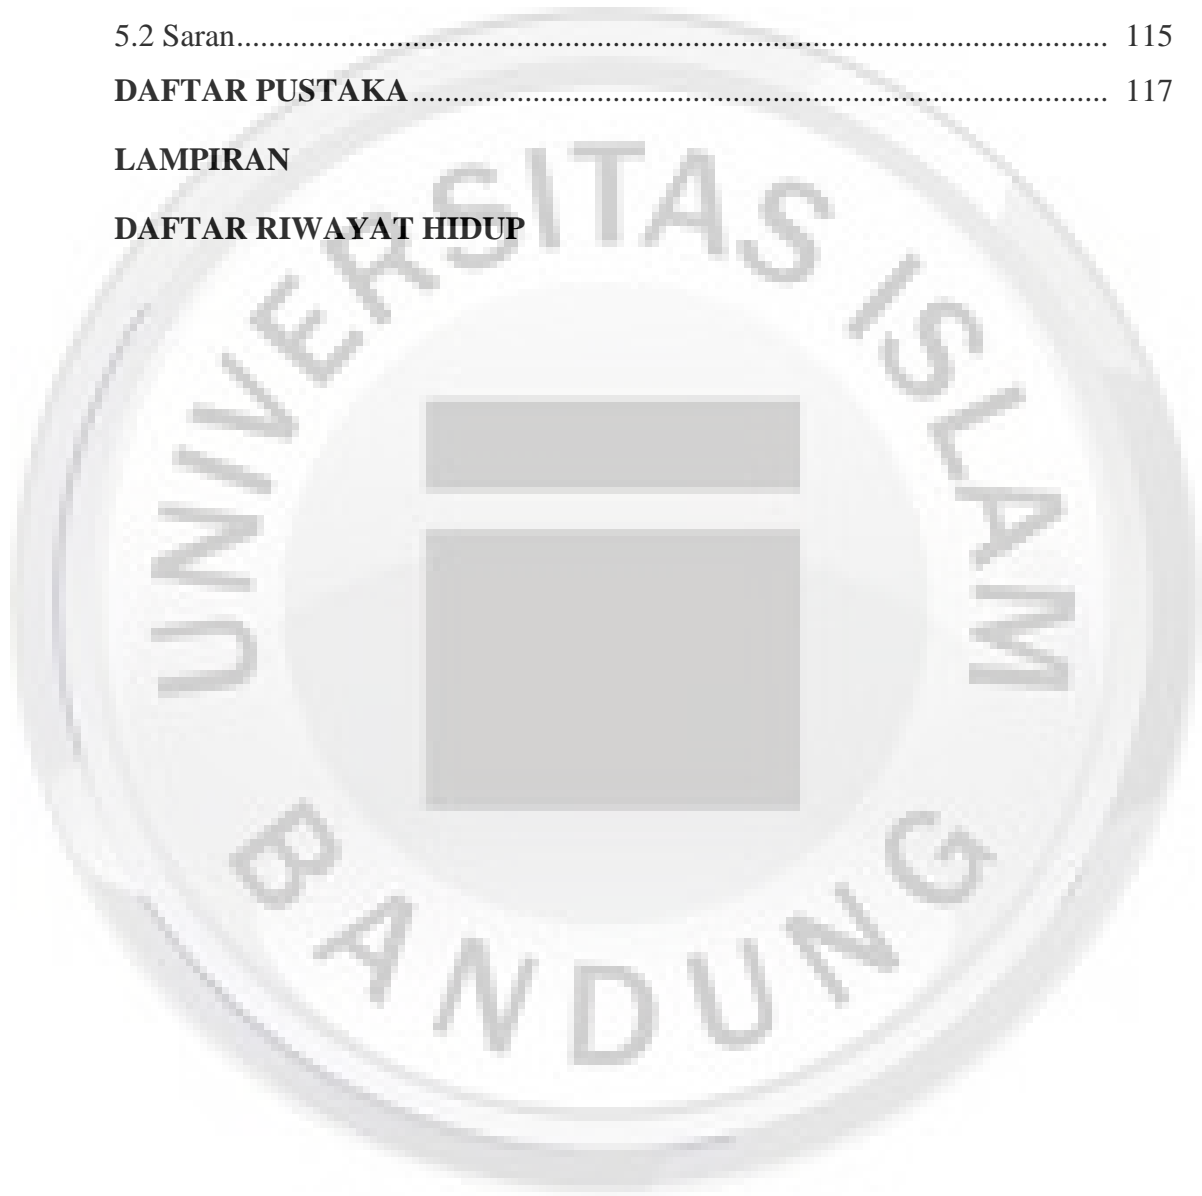 5.2 Saran.............................................................................................................. 115
DAFTAR PUSTAKA....................................................................................... 117
LAMPIRAN
DAFTAR RIWAYAT HIDUP
UNIVERSITAS ISLAM
BANDUNG